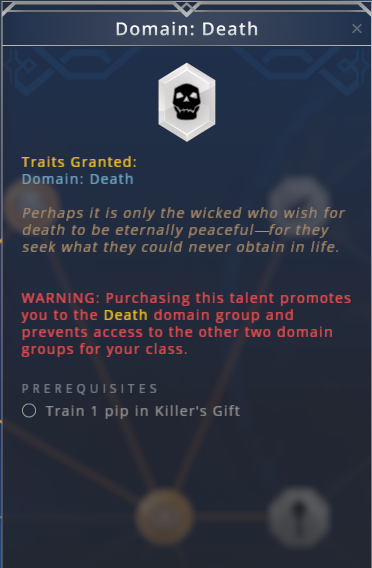 Domain: Death
Traits Granted:
Domain: Death
Perhaps it is only the wicked who wish for
death to be eternally peaceful—for they
seek what they could never obtain in life.
WARNING: Purchasing this talent promotes
you to the Death domain group and
prevents access to the other two domain
groups for your class.
PREREQUISITES
Train 1 pip in Killer's Gift